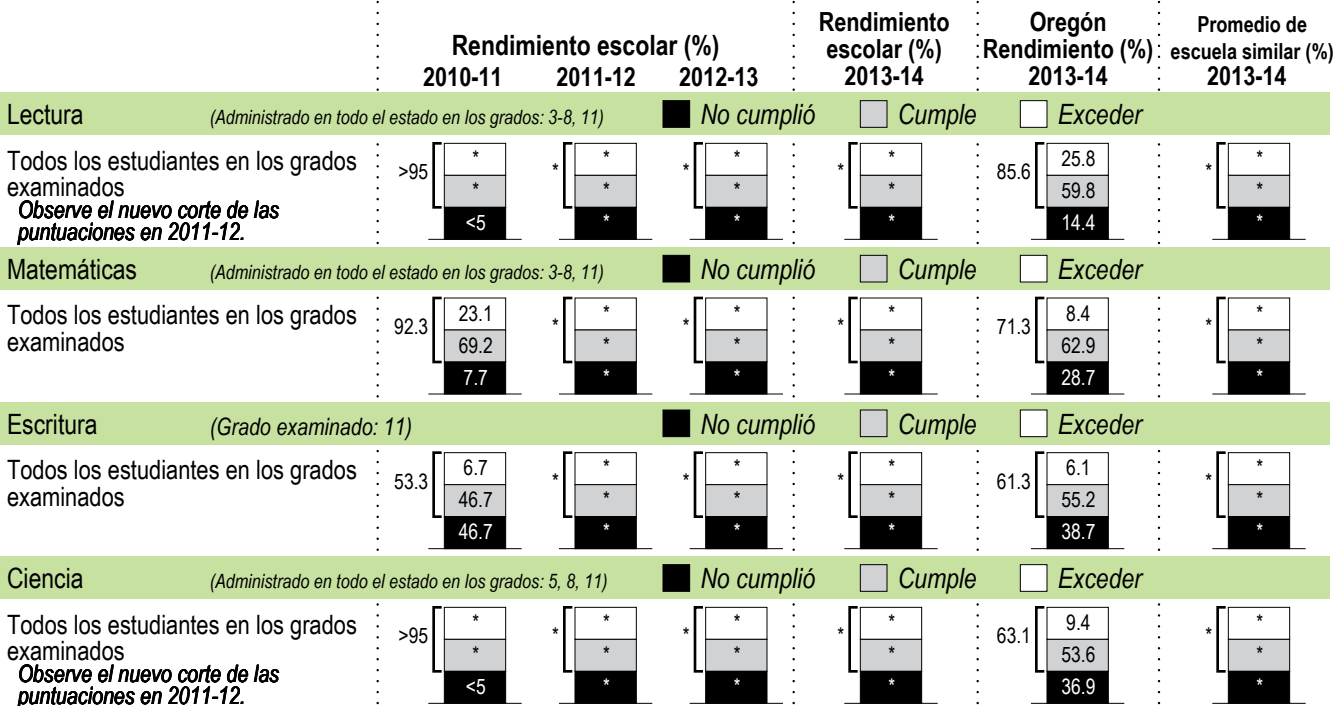 Rendimiento escolar (%)
2010-11 2011-12 2012-13
Rendimiento
escolar (%)
2013-14
Oregón
Rendimiento (%)
2013-14
Promedio de
escuela similar (%)
2013-14
Lectura (Administrado en todo el estado en los grados: 3-8, 11) No cumplió Cumple Exceder
Todos los estudiantes en los grados
examinados
Observe el nuevo corte de las
puntuaciones en 2011-12.
>95 * * * * * * * * 85.6 25.8 * *
* * * * 59.8 *
<5 * * * 14.4 *
Matemáticas (Administrado en todo el estado en los grados: 3-8, 11) No cumplió Cumple Exceder
Todos los estudiantes en los grados
examinados
92.3 23.1 * * * * * * 71.3 8.4 * *
69.2 * * * 62.9 *
7.7 * * * 28.7 *
Escritura (Grado examinado: 11) No cumplió Cumple Exceder
Todos los estudiantes en los grados
examinados
53.3 6.7 * * * * * * 61.3 6.1 * *
46.7 * * * 55.2 *
46.7 * * * 38.7 *
Ciencia (Administrado en todo el estado en los grados: 5, 8, 11) No cumplió Cumple Exceder
Todos los estudiantes en los grados
examinados
Observe el nuevo corte de las
puntuaciones en 2011-12.
>95 * * * * * * * 63.1 9.4 * *
* * * * 53.6 *
<5 * * * 36.9 *